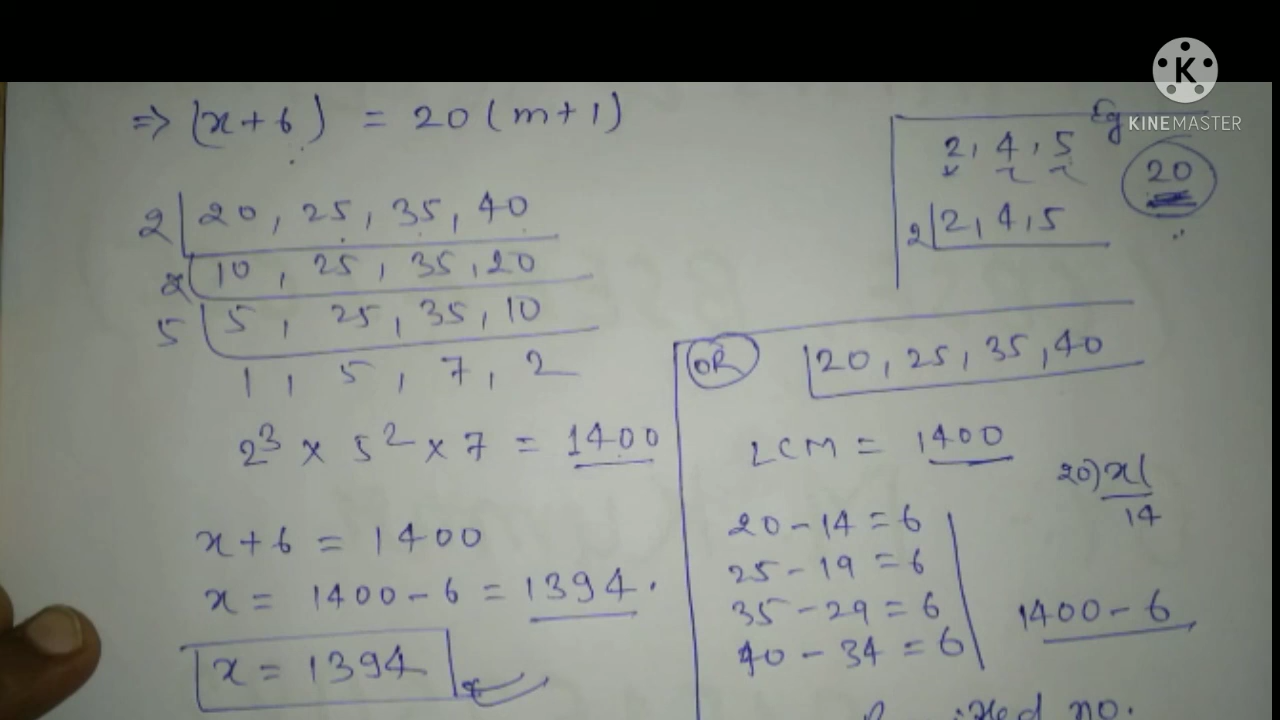 ⇒ (x+6) = 20(m+1)
2 | 20, 25, 35, 40
2 | 10, 25, 35, 20
5 | 5, 25, 35, 10
1, 5, 7, 2
2³ × 5² × 7 = 1400
x+6 = 1400
x = 1400-6 = 1394.
x = 1394
Eg
2, 4, 5
20
2 | 2, 4, 5
OR
20, 25, 35, 40
LCM = 1400
20) x (
14
20-14=6
25-19=6
35-29=6
40-34=6
1400-6
no.
K
KINEMASTER